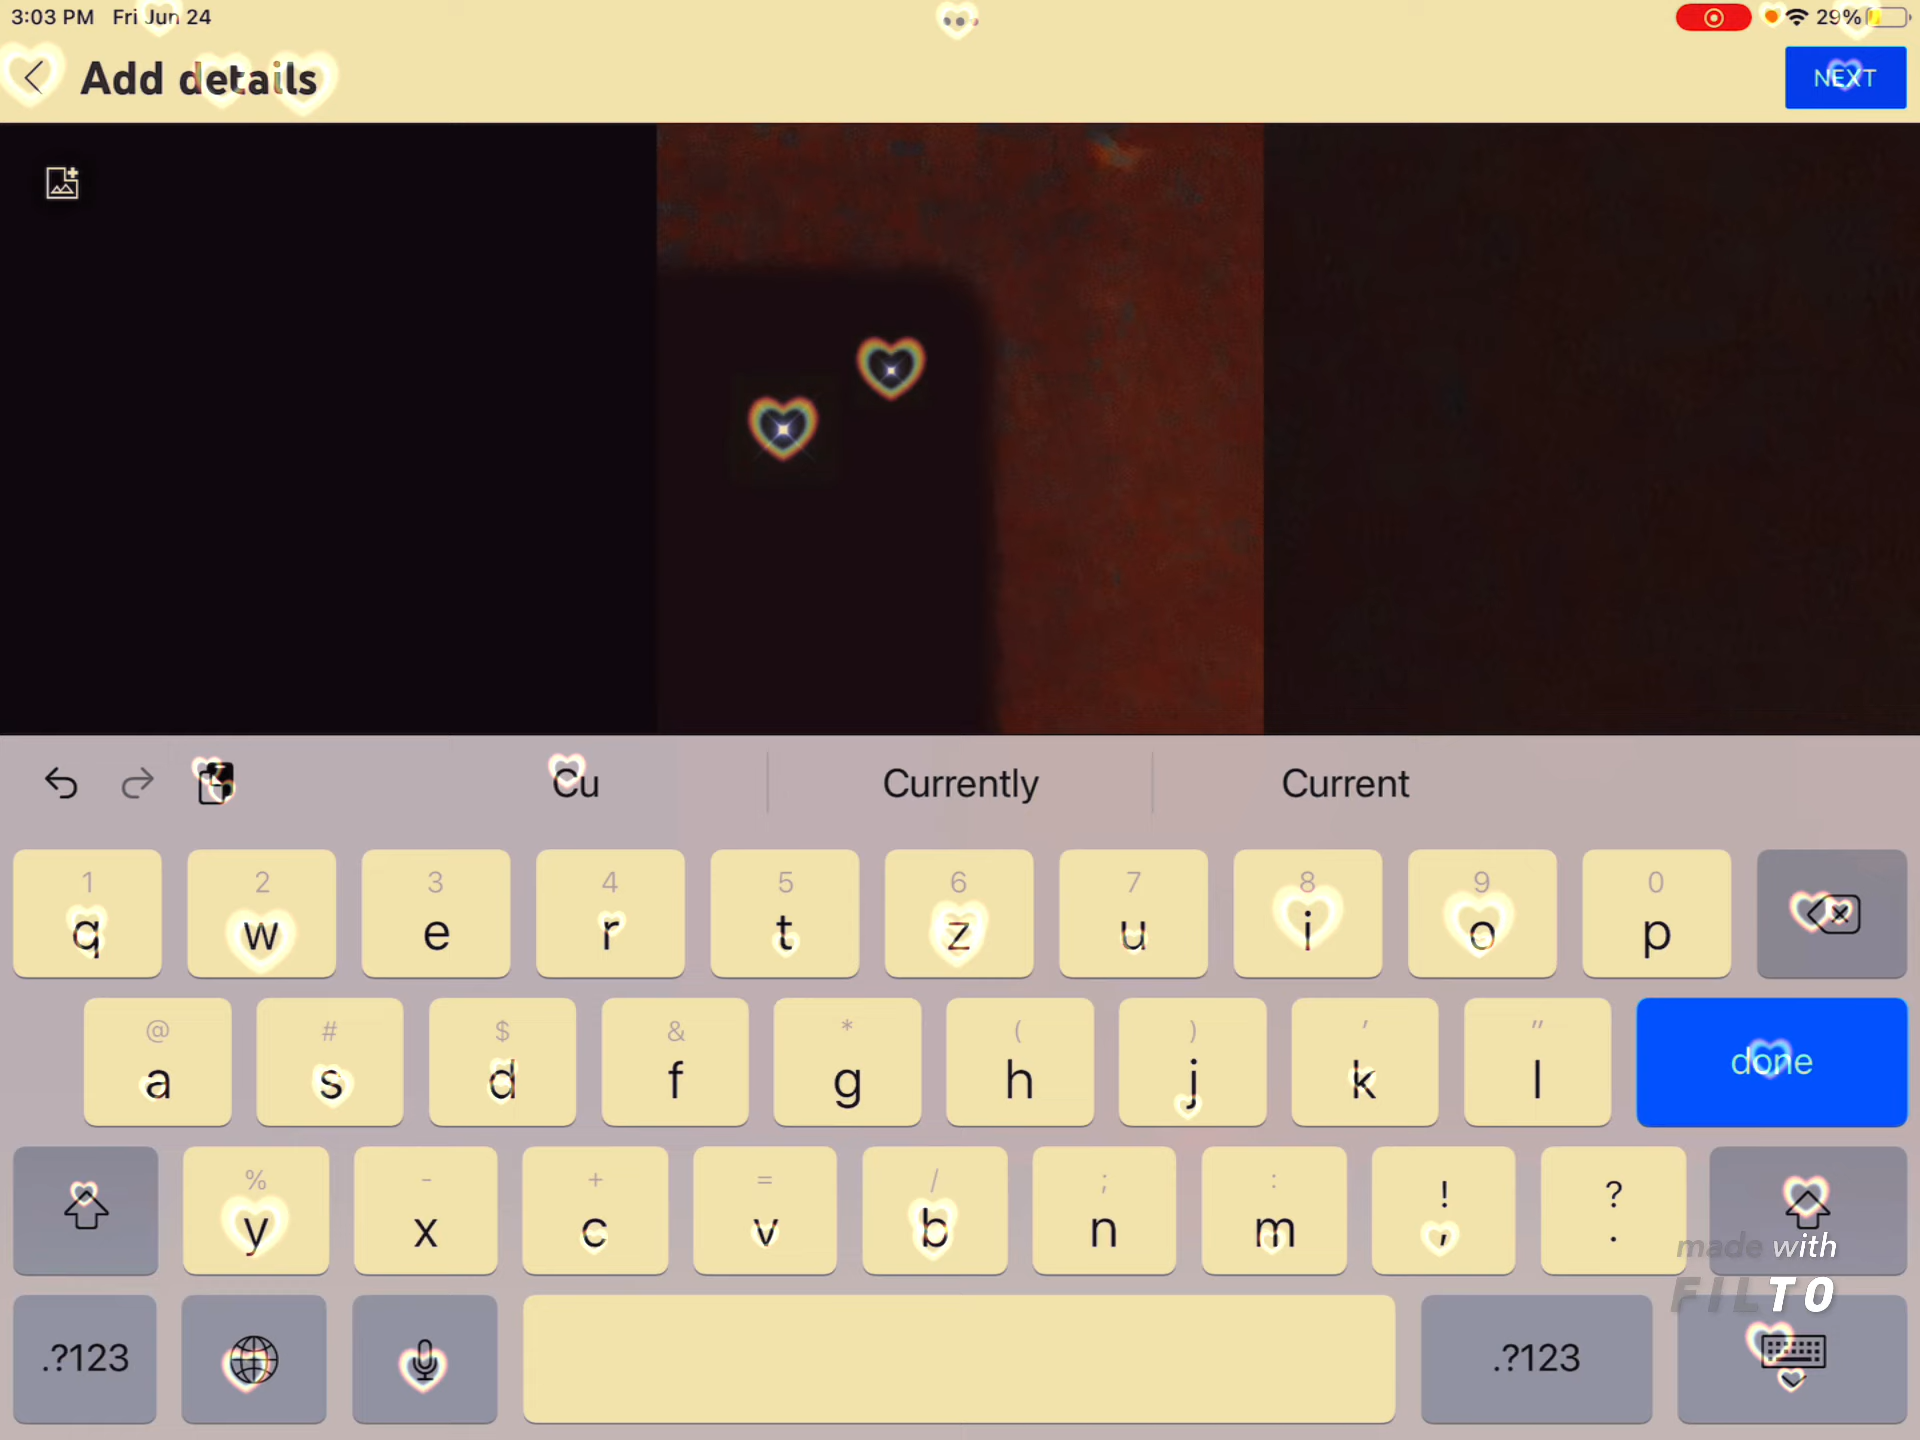 3:03 PM Fri Jun 24
29%
Add details
NEXT
Cu Currently Current
1 2 3 4 5 6 7 8 9 0
q w e r t z u i o p
@ # $ & * ( ) ' "
a s d f g h j k l
done
% - + = / ; : ! ?
y x c v b n m , .
made with
FILTO
.?123 .?123